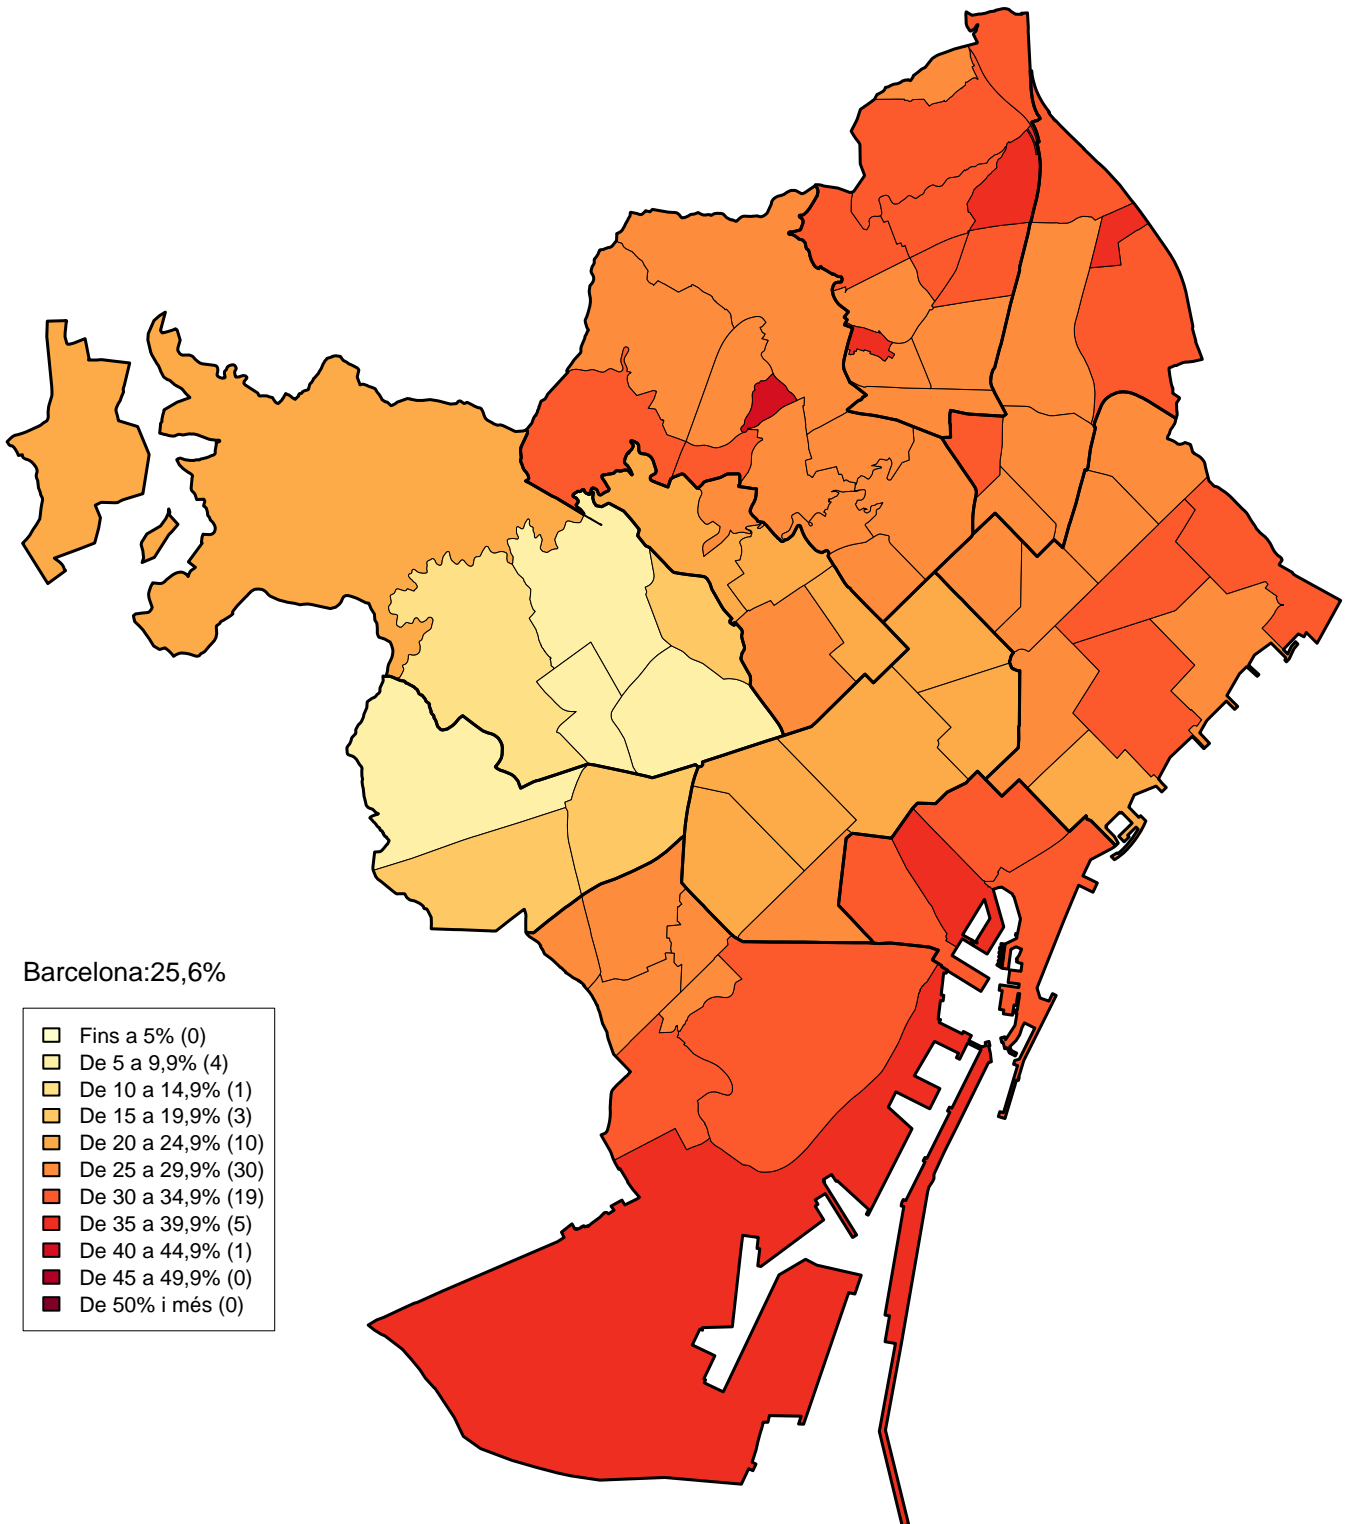 Barcelona:25,6%
Fins a 5% (0)
De 5 a 9,9% (4)
De 10 a 14,9% (1)
De 15 a 19,9% (3)
De 20 a 24,9% (10)
De 25 a 29,9% (30)
De 30 a 34,9% (19)
De 35 a 39,9% (5)
De 40 a 44,9% (1)
De 45 a 49,9% (0)
De 50% i més (0)